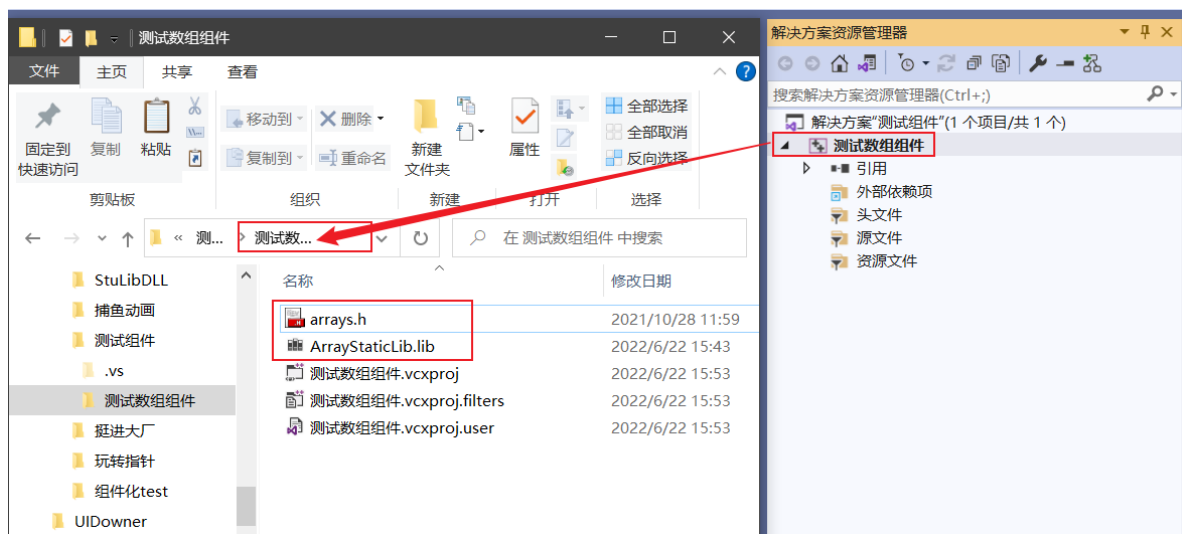 测试数组组件
文件 主页 共享 查看
固定到
快速访问
复制
粘贴
移动到
复制到
删除
重命名
新建
文件夹
属性
全部选择
全部取消
反向选择
剪贴板 组织 新建 打开 选择
« 测... › 测试数...
在 测试数组组件 中搜索
StuLibDLL
捕鱼动画
测试组件
.vs
测试数组组件
挺进大厂
玩转指针
组件化test
UIDowner
名称 修改日期
arrays.h 2021/10/28 11:59
ArrayStaticLib.lib 2022/6/22 15:43
测试数组组件.vcxproj 2022/6/22 15:53
测试数组组件.vcxproj.filters 2022/6/22 15:53
测试数组组件.vcxproj.user 2022/6/22 15:53
解决方案资源管理器
搜索解决方案资源管理器(Ctrl+;)
解决方案"测试组件"(1 个项目/共 1 个)
测试数组组件
引用
外部依赖项
头文件
源文件
资源文件